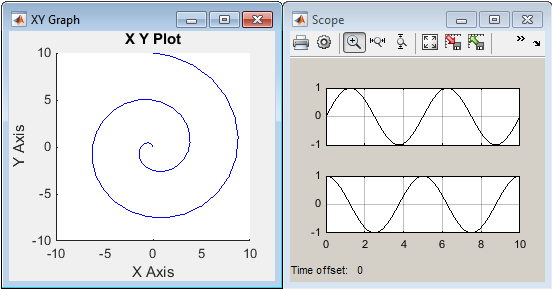 XY Graph
X Y Plot
10
5
0
-5
-10
Y Axis
-10 -5 0 5 10
X Axis
Scope
»
1
0
-1
1
0
-1
0 2 4 6 8 10
Time offset: 0